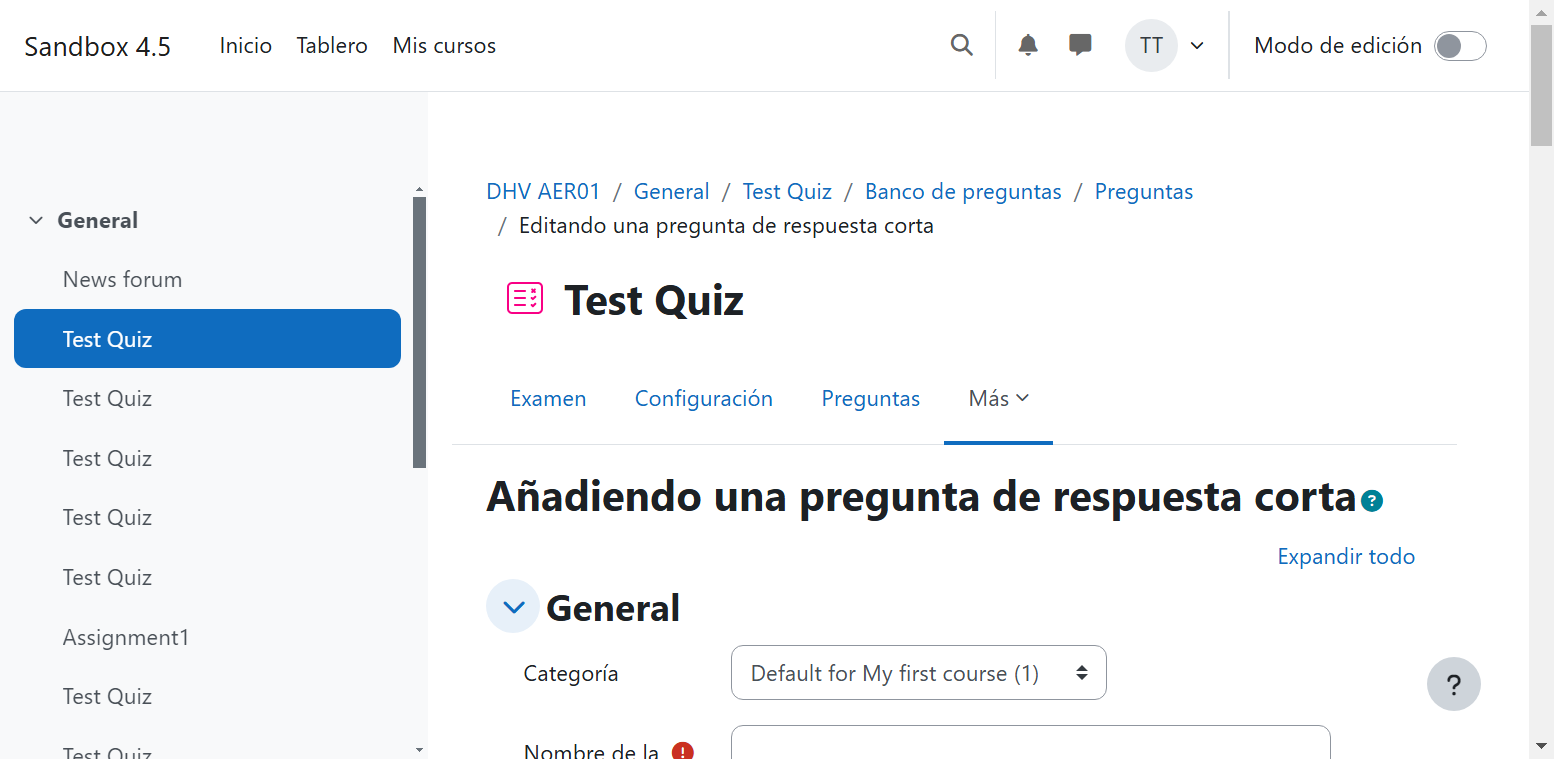 Sandbox 4.5 Inicio Tablero Mis cursos TT Modo de edición
General
News forum
Test Quiz
Test Quiz
Test Quiz
Test Quiz
Test Quiz
Assignment1
Test Quiz
Test Quiz
DHV AER01 / General / Test Quiz / Banco de preguntas / Preguntas
/ Editando una pregunta de respuesta corta
Test Quiz
Examen Configuración Preguntas Más
Añadiendo una pregunta de respuesta corta ?
Expandir todo
General
Categoría Default for My first course (1)
?
Nombre de la !